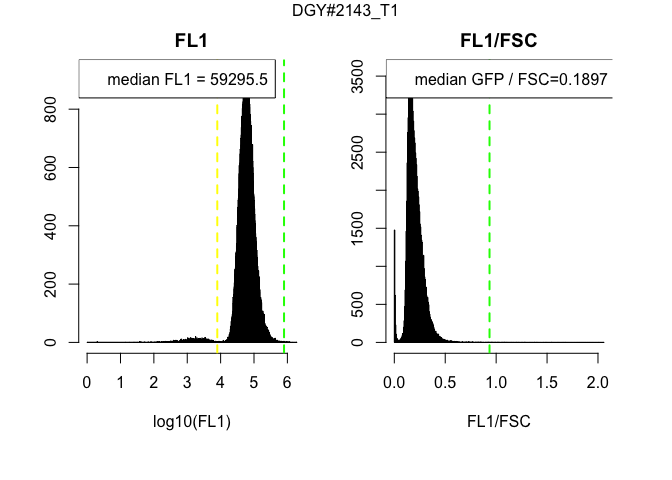 DGY#2143_T1
FL1
median FL1 = 59295.5
800
600
400
200
0
0 1 2 3 4 5 6
log10(FL1)
FL1/FSC
median GFP / FSC=0.1897
3500
2500
1500
500
0
0.0 0.5 1.0 1.5 2.0
FL1/FSC